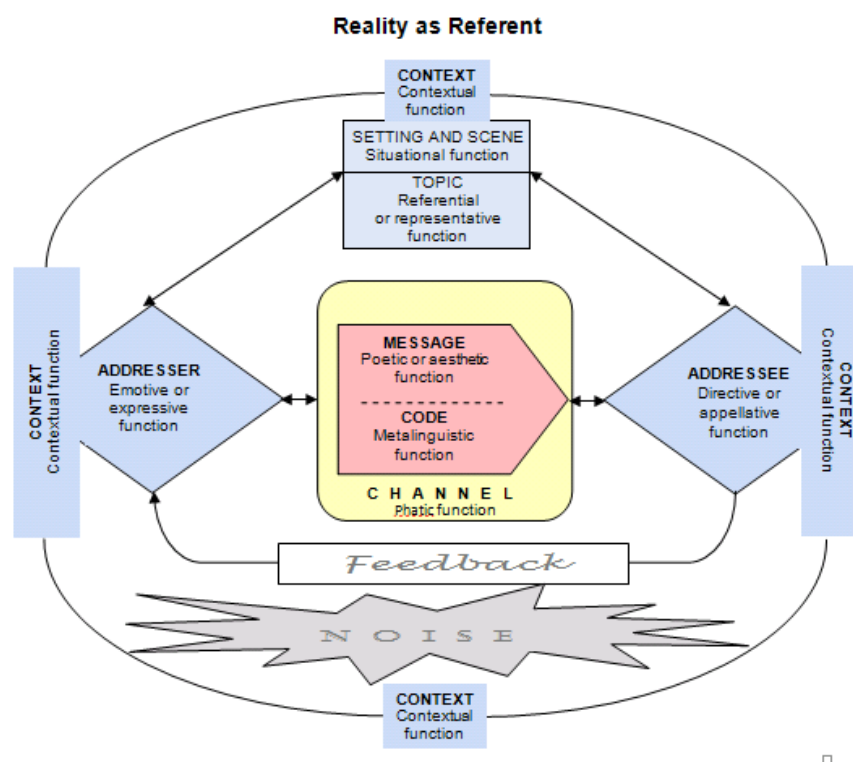 Reality as Referent
CONTEXT
Contextual
function
SETTING AND SCENE
Situational function
TOPIC
Referential
or representative
function
CONTEXT
Contextual function
ADDRESSER
Emotive or
expressive
function
MESSAGE
Poetic or aesthetic
function
CODE
Metalinguistic
function
CHANNEL
Phatic function
ADDRESSEE
Directive or
appellative
function
CONTEXT
Contextual function
Feedback
NOISE
CONTEXT
Contextual
function